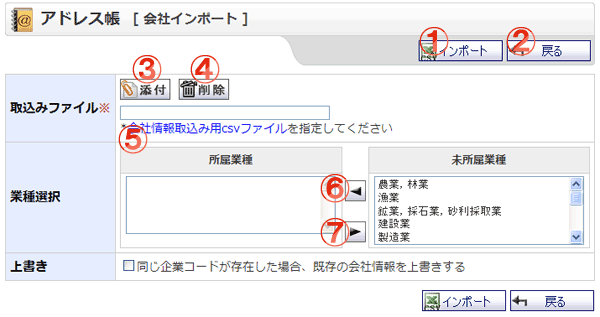 アドレス帳 [ 会社インポート ]
① ②
CSV インポート 戻る
③ ④
取込みファイル※ 添付 削除
*会社情報取込み用csvファイルを指定してください
⑤
業種選択 所属業種 未所属業種
⑥
⑦
農業, 林業
漁業
鉱業, 採石業, 砂利採取業
建設業
製造業
上書き 同じ企業コードが存在した場合、既存の会社情報を上書きする
CSV インポート 戻る